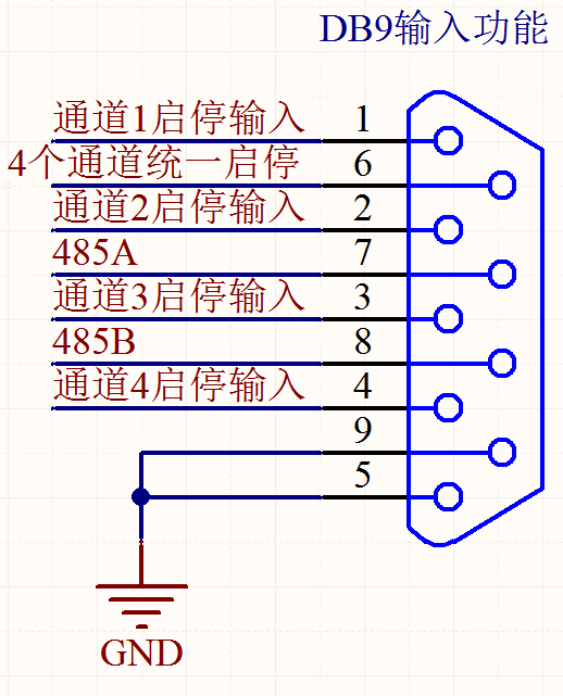 DB9输入功能
通道1启停输入 1
4个通道统一启停 6
通道2启停输入 2
485A 7
通道3启停输入 3
485B 8
通道4启停输入 4
9
5
GND